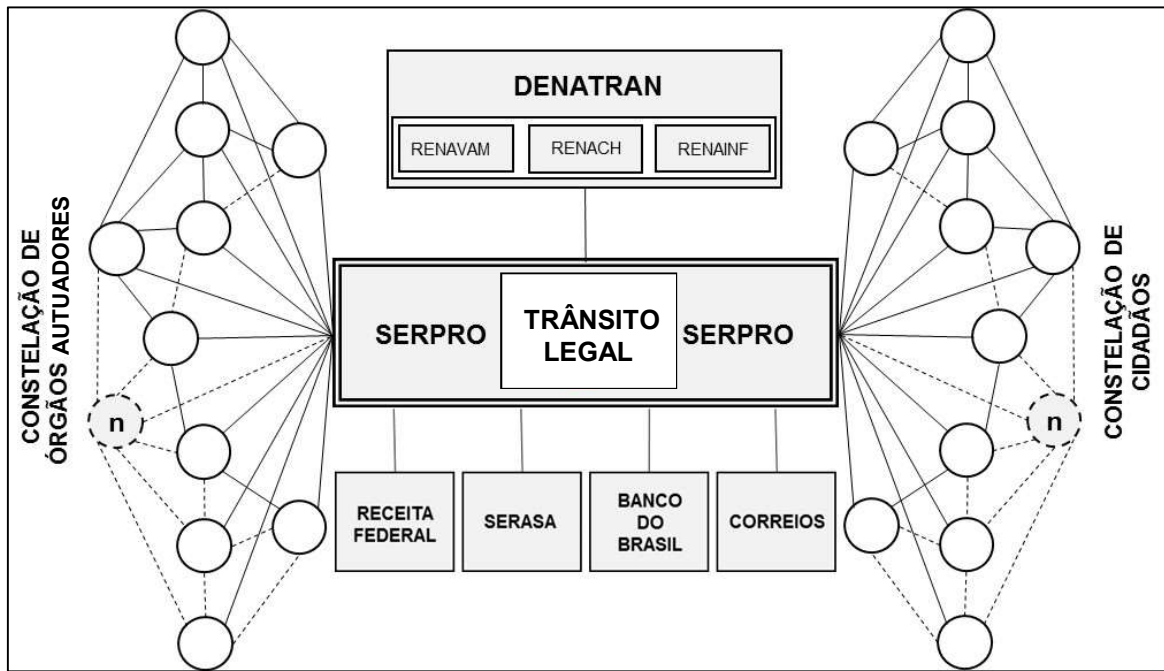 DENATRAN
RENAVAM
RENACH
RENAINF
CONSTELAÇÃO DE
ÓRGÃOS AUTUADORES
n
SERPRO
TRÂNSITO
LEGAL
SERPRO
CONSTELAÇÃO DE
CIDADÃOS
n
RECEITA
FEDERAL
SERASA
BANCO
DO
BRASIL
CORREIOS